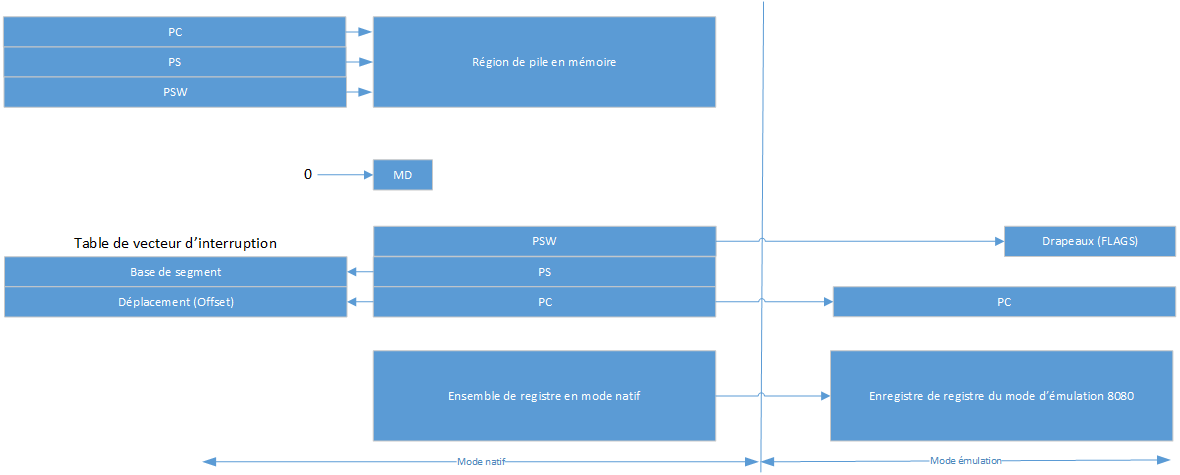 PC
PS
Région de pile en mémoire
PSW
0
MD
Table de vecteur d'interruption
PSW
Drapeaux (FLAGS)
Base de segment
PS
Déplacement (Offset)
PC
PC
Ensemble de registre en mode natif
Enregistre de registre du mode d'émulation 8080
Mode natif
Mode émulation